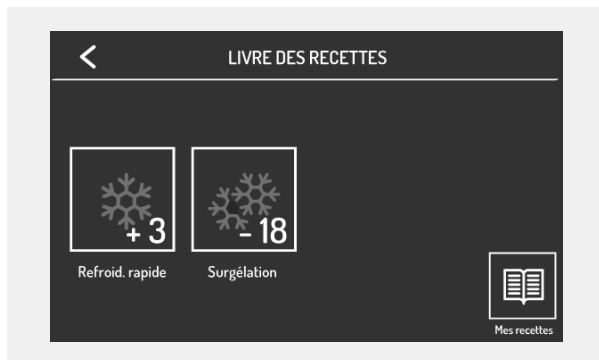 LIVRE DES RECETTES
+ 3
- 18
Refroid. rapide
Surgélation
Mes recettes